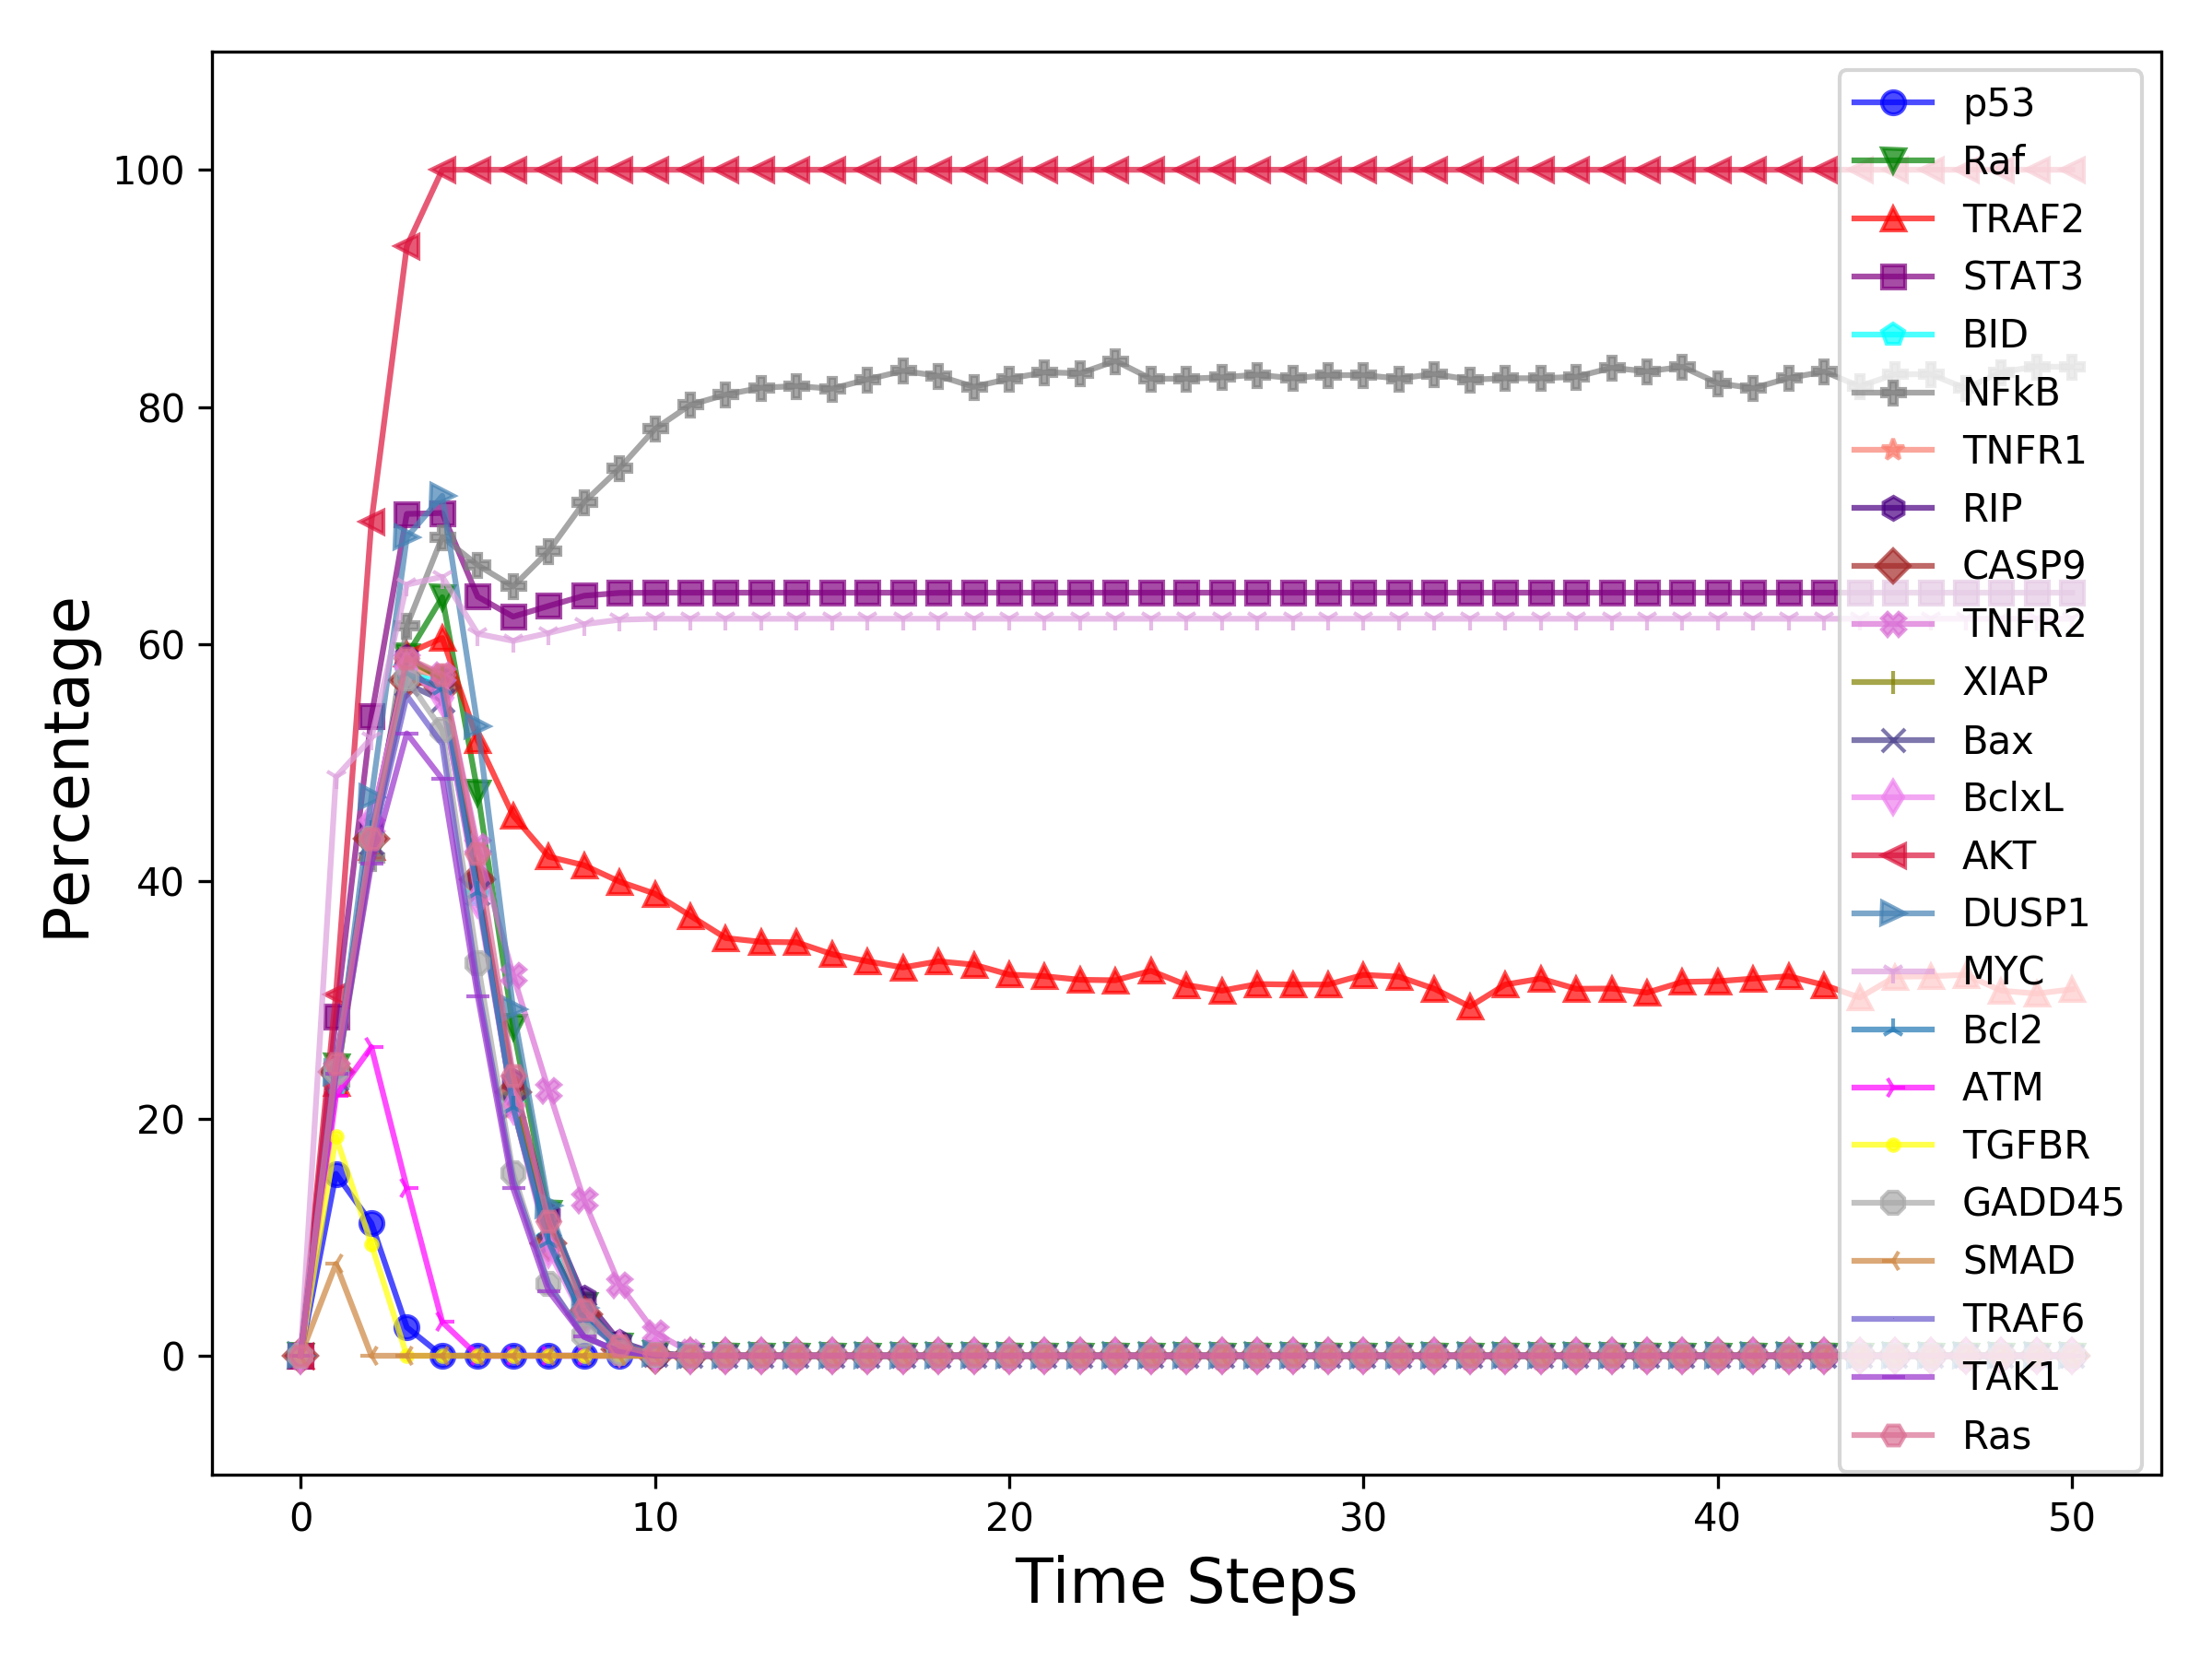 Percentage
100
80
60
40
20
0
0 10 20 30 40 50
Time Steps
p53
Raf
TRAF2
STAT3
BID
NFkB
TNFR1
RIP
CASP9
TNFR2
XIAP
Bax
BclxL
AKT
DUSP1
MYC
Bcl2
ATM
TGFBR
GADD45
SMAD
TRAF6
TAK1
Ras